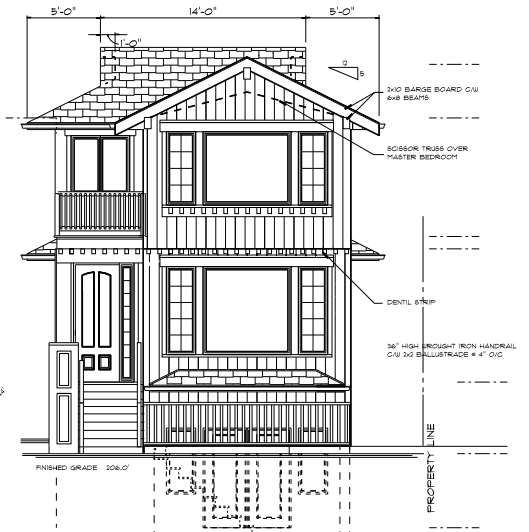 5'-0" 14'-0" 5'-0"
1'-0"
12
5
2x10 BARGE BOARD C/W
6x8 BEAMS
SCISSOR TRUSS OVER
MASTER BEDROOM
DENTIL STRIP
36" HIGH WROUGHT IRON HANDRAIL
C/W 2x2 BALLUSTRADE @ 4" O/C
PROPERTY LINE
FINISHED GRADE 206.0'